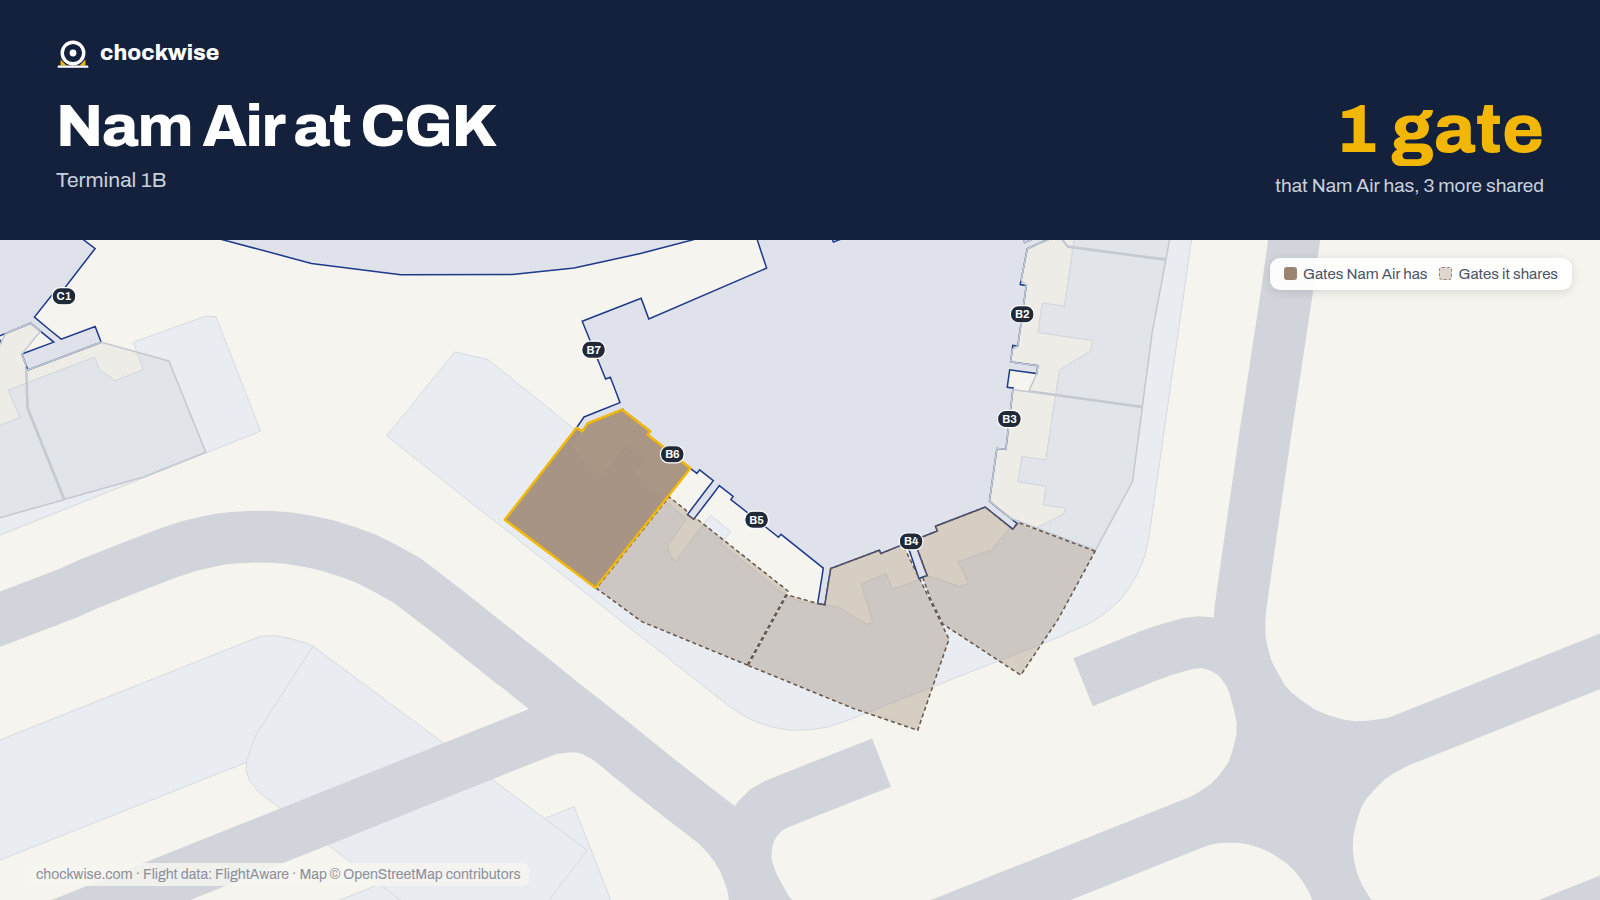 chockwise
Nam Air at CGK
Terminal 1B
1 gate
that Nam Air has, 3 more shared
Gates Nam Air has
Gates it shares
C1
B2
B7
B3
B6
B5
B4
chockwise.com · Flight data: FlightAware · Map © OpenStreetMap contributors